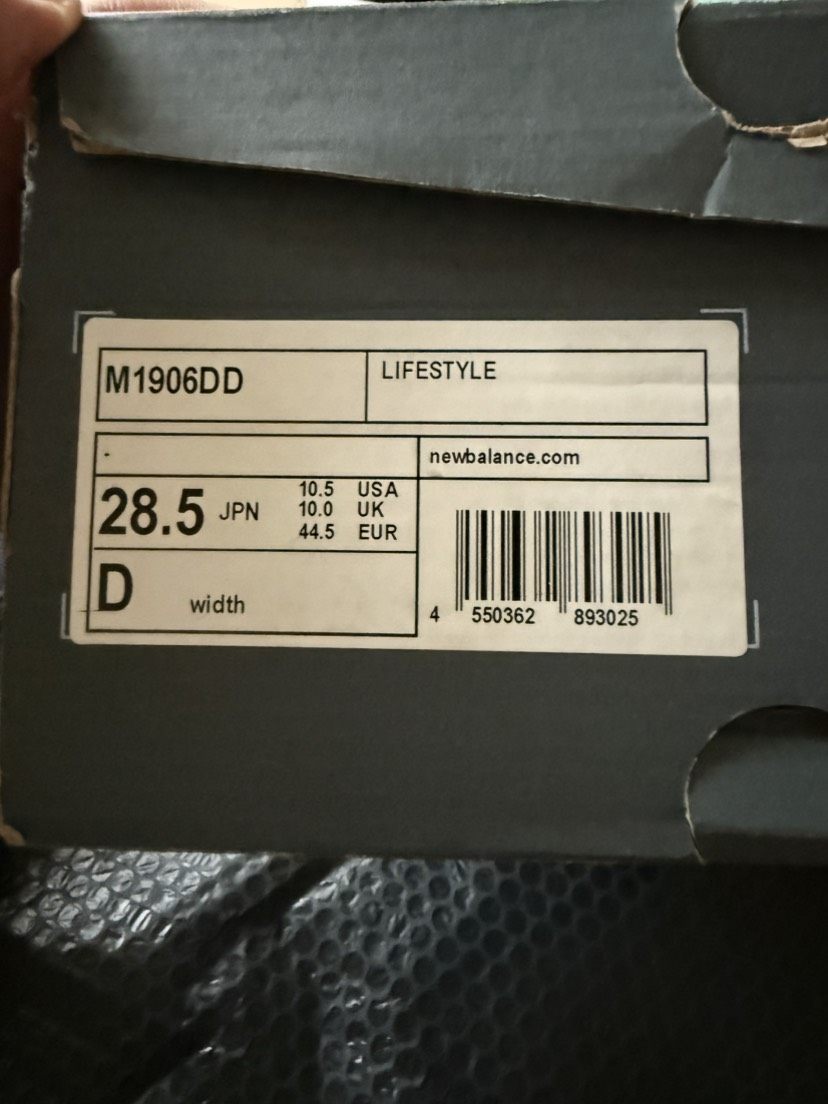 M1906DD
LIFESTYLE
-
newbalance.com
28.5 JPN
10.5 USA
10.0 UK
44.5 EUR
D width
4 550362 893025